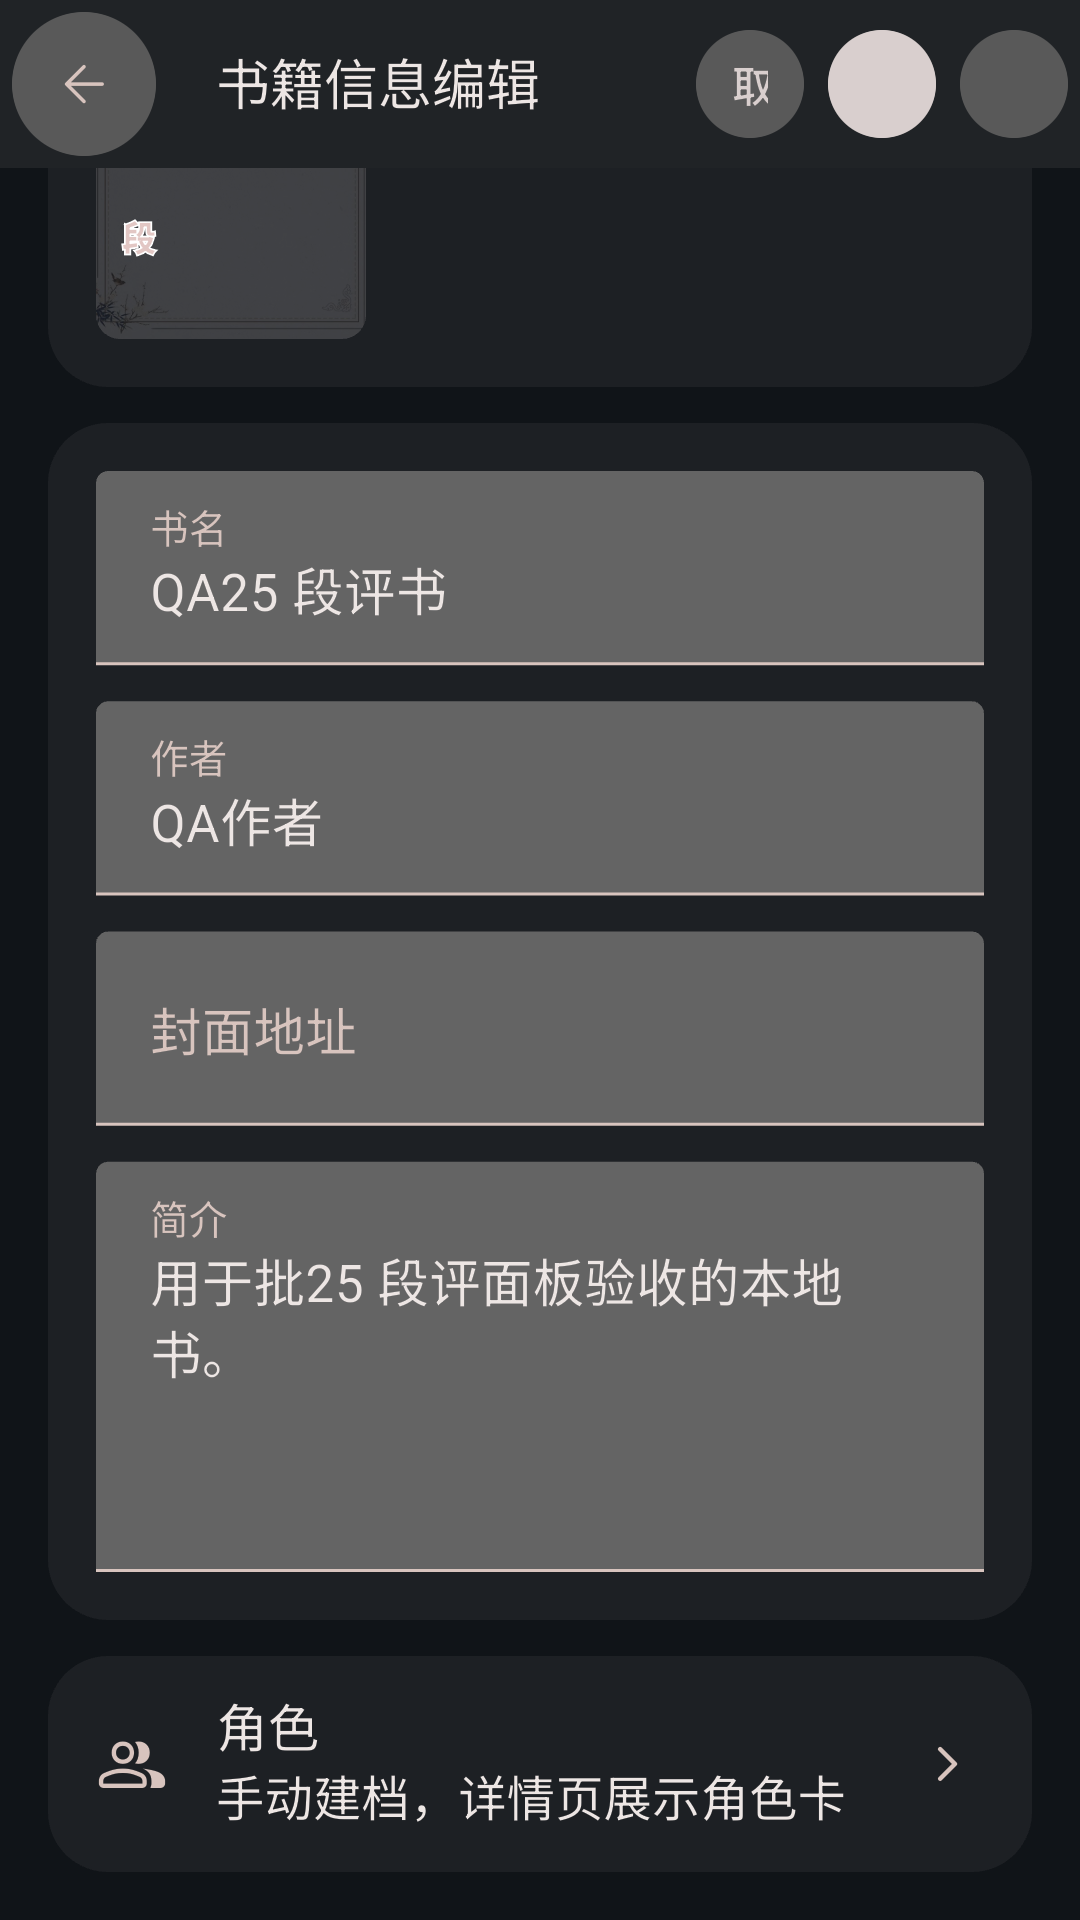 书籍信息编辑
取
段
书名
QA25 段评书
作者
QA作者
封面地址
简介
用于批25 段评面板验收的本地
书。
角色
手动建档，详情页展示角色卡